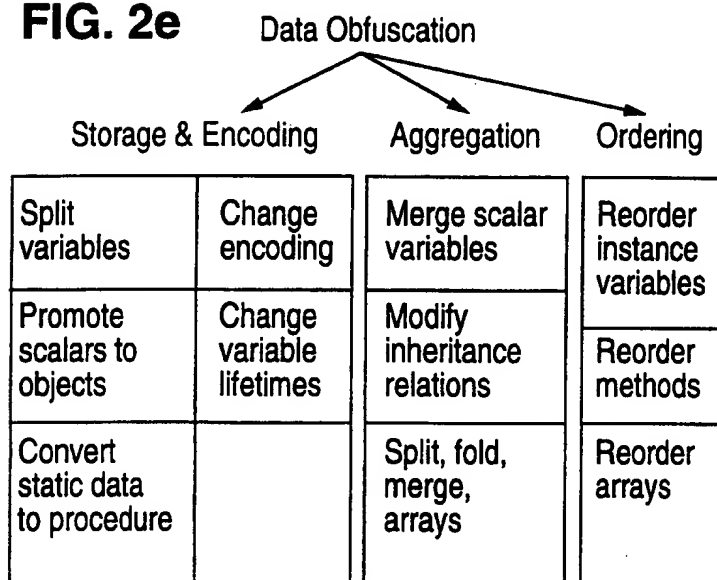 FIG. 2e
Data Obfuscation
Storage & Encoding
Aggregation
Ordering
Split
variables
Change
encoding
Merge scalar
variables
Reorder
instance
variables
Promote
scalars to
objects
Change
variable
lifetimes
Modify
inheritance
relations
Reorder
methods
Convert
static data
to procedure
Split, fold,
merge,
arrays
Reorder
arrays